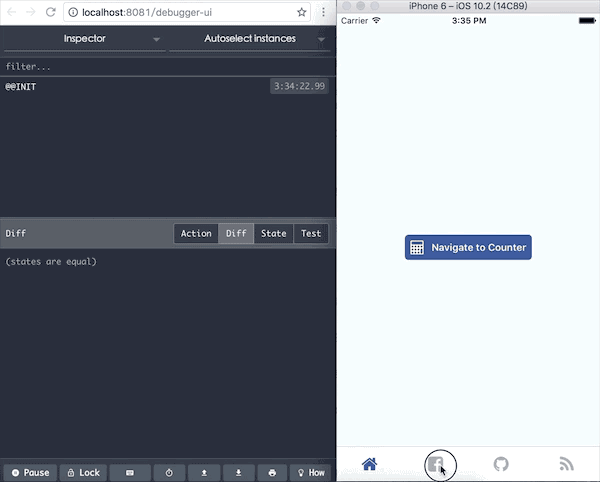 localhost:8081/debugger-ui
Inspector
Autoselect instances
filter...
@@INIT
3:34:22.99
Diff
Action
Diff
State
Test
(states are equal)
Pause
Lock
How
iPhone 6 – iOS 10.2 (14C89)
Carrier
3:35 PM
Navigate to Counter